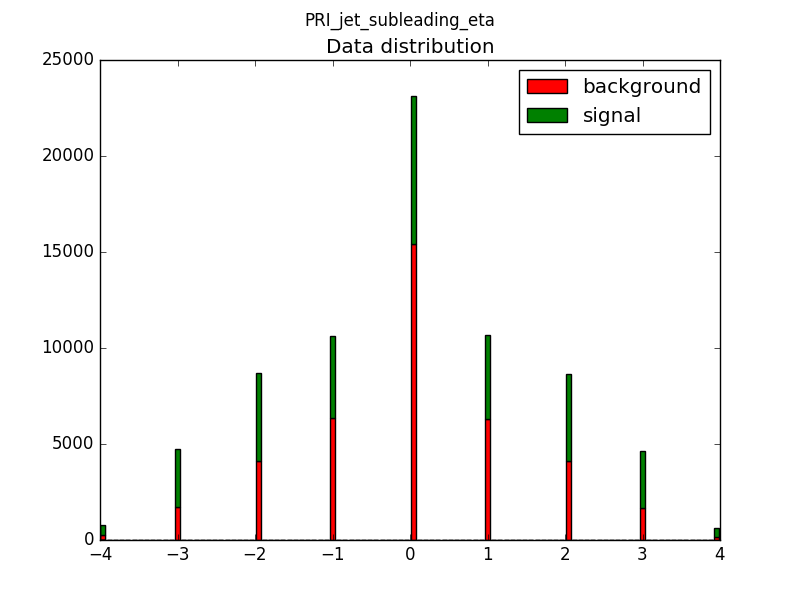 PRI_jet_subleading_eta
Data distribution
25000
20000
15000
10000
5000
0
background
signal
−4 −3 −2 −1 0 1 2 3 4